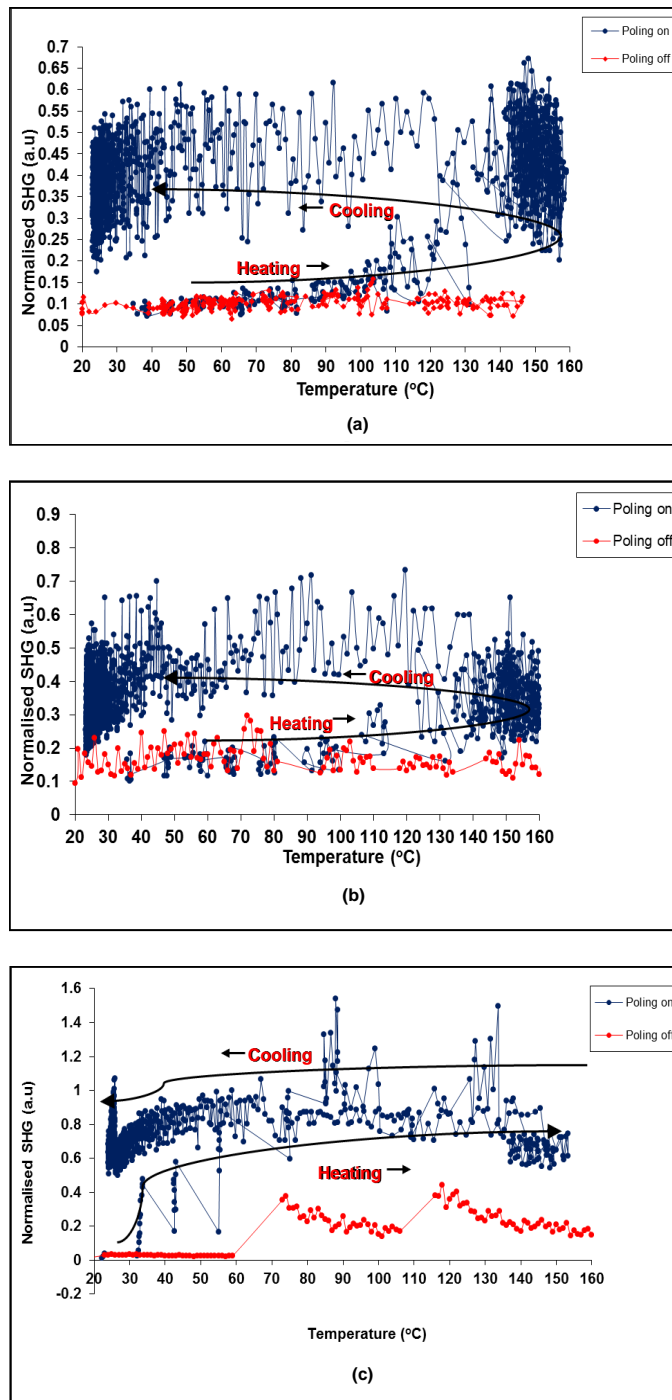 Poling on
Poling off
0.7
0.65
0.6
0.55
0.5
0.45
0.4
0.35
0.3
0.25
0.2
0.15
0.1
0.05
0
Normalised SHG (a.u)
Cooling
Heating
20 30 40 50 60 70 80 90 100 110 120 130 140 150 160
Temperature (°C)
(a)
Poling on
Poling off
0.9
0.8
0.7
0.6
0.5
0.4
0.3
0.2
0.1
0
Normalised SHG (a.u)
Cooling
Heating
20 30 40 50 60 70 80 90 100 110 120 130 140 150 160
Temperature (°C)
(b)
Poling on
Poling off
1.6
1.4
1.2
1
0.8
0.6
0.4
0.2
0
-0.2
Normalised SHG (a.u)
Cooling
Heating
20 30 40 50 60 70 80 90 100 110 120 130 140 150 160
Temperature (°C)
(c)